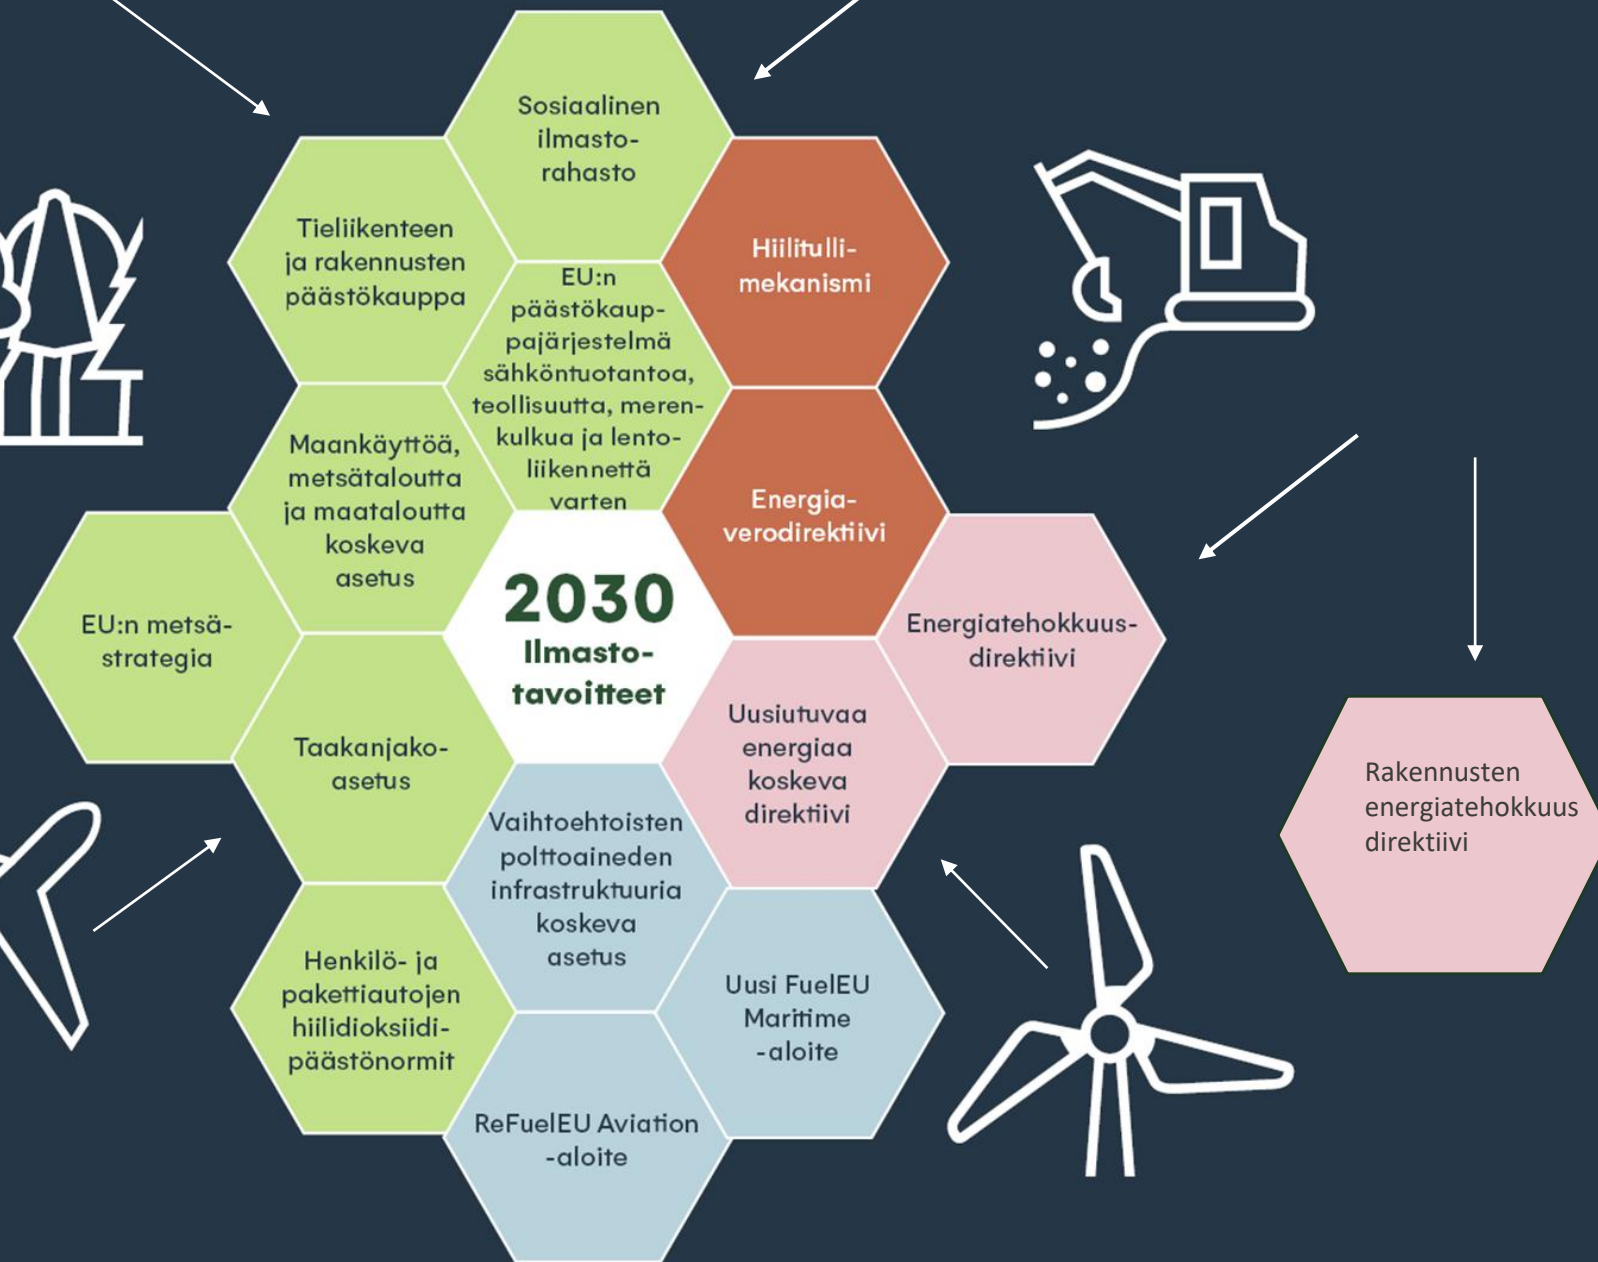 Sosiaalinen
ilmasto-
rahasto
Tieliikenteen
ja rakennusten
päästökauppa
Hiilitulli-
mekanismi
EU:n
päästökaup-
pajärjestelmä
sähköntuotantoa,
teollisuutta, meren-
kulkua ja lento-
liikennettä
varten
Maankäyttöä,
metsätaloutta
ja maataloutta
koskeva
asetus
Energia-
verodirektiivi
EU:n metsä-
strategia
2030
Ilmasto-
tavoitteet
Energiatehokkuus-
direktiivi
Taakanjako-
asetus
Uusiutuvaa
energiaa
koskeva
direktiivi
Rakennusten
energiatehokkuus
direktiivi
Vaihtoehtoisten
polttoaineden
infrastruktuuria
koskeva
asetus
Henkilö- ja
pakettiautojen
hiilidioksiidi-
päästönormit
Uusi FuelEU
Maritime
-aloite
ReFuelEU Aviation
-aloite